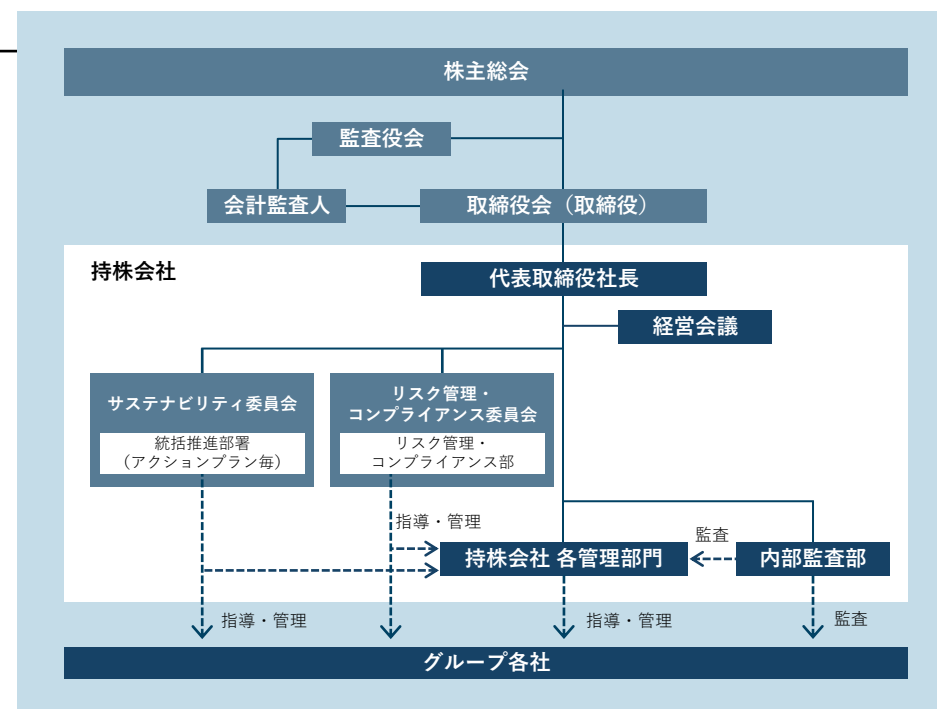 株主総会
監査役会
会計監査人
取締役会（取締役）
持株会社
代表取締役社長
経営会議
サステナビリティ委員会
統括推進部署
（アクションプラン毎）
リスク管理・
コンプライアンス委員会
リスク管理・
コンプライアンス部
指導・管理
監査
持株会社 各管理部門
内部監査部
指導・管理
指導・管理
監査
グループ各社